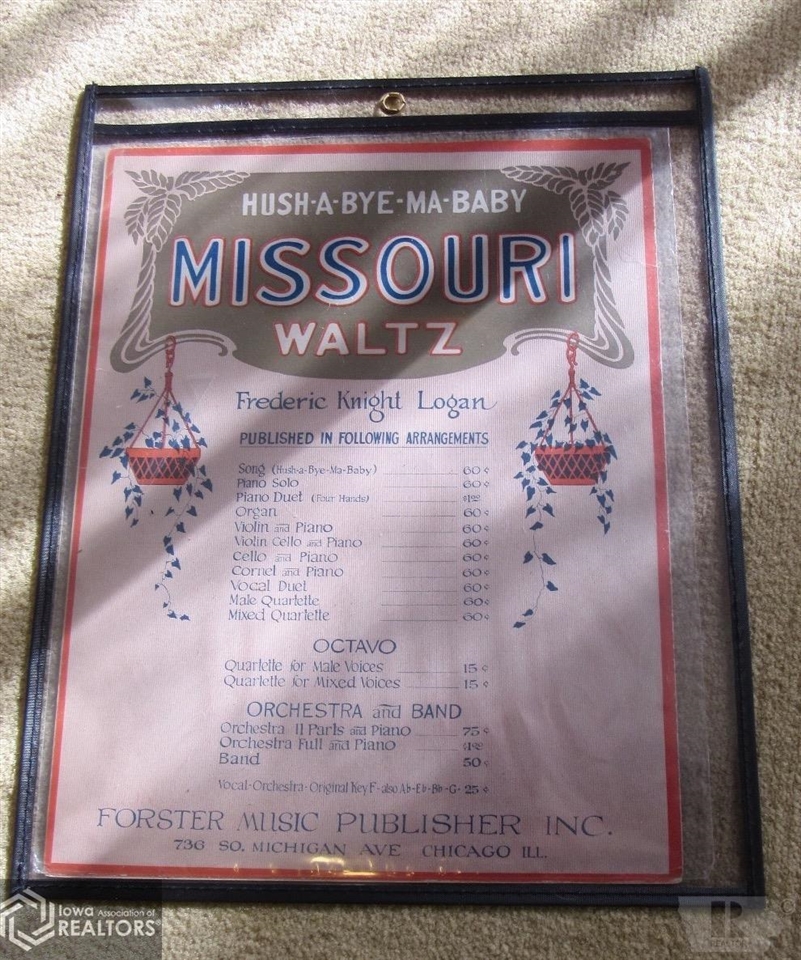 HUSH-A-BYE-MA-BABY
MISSOURI
WALTZ
Frederic Knight Logan
PUBLISHED IN FOLLOWING ARRANGEMENTS
Song (Hush-a-Bye-Ma-Baby) 60¢
Piano Solo 60¢
Piano Duet (Four Hands) $1.00
Organ 60¢
Violin and Piano 60¢
Violin Cello and Piano 60¢
Cello and Piano 60¢
Cornet and Piano 60¢
Vocal Duet 60¢
Male Quartette 60¢
Mixed Quartette 60¢
OCTAVO
Quartette for Male Voices 15¢
Quartette for Mixed Voices 15¢
ORCHESTRA and BAND
Orchestra 11 Parts and Piano 75¢
Orchestra Full and Piano $1.00
Band 50¢
Vocal-Orchestra-Original Key F-also Ab-Eb-Bb-G- 25¢
FORSTER MUSIC PUBLISHER INC.
736 SO. MICHIGAN AVE CHICAGO ILL.
Iowa Association of
REALTORS